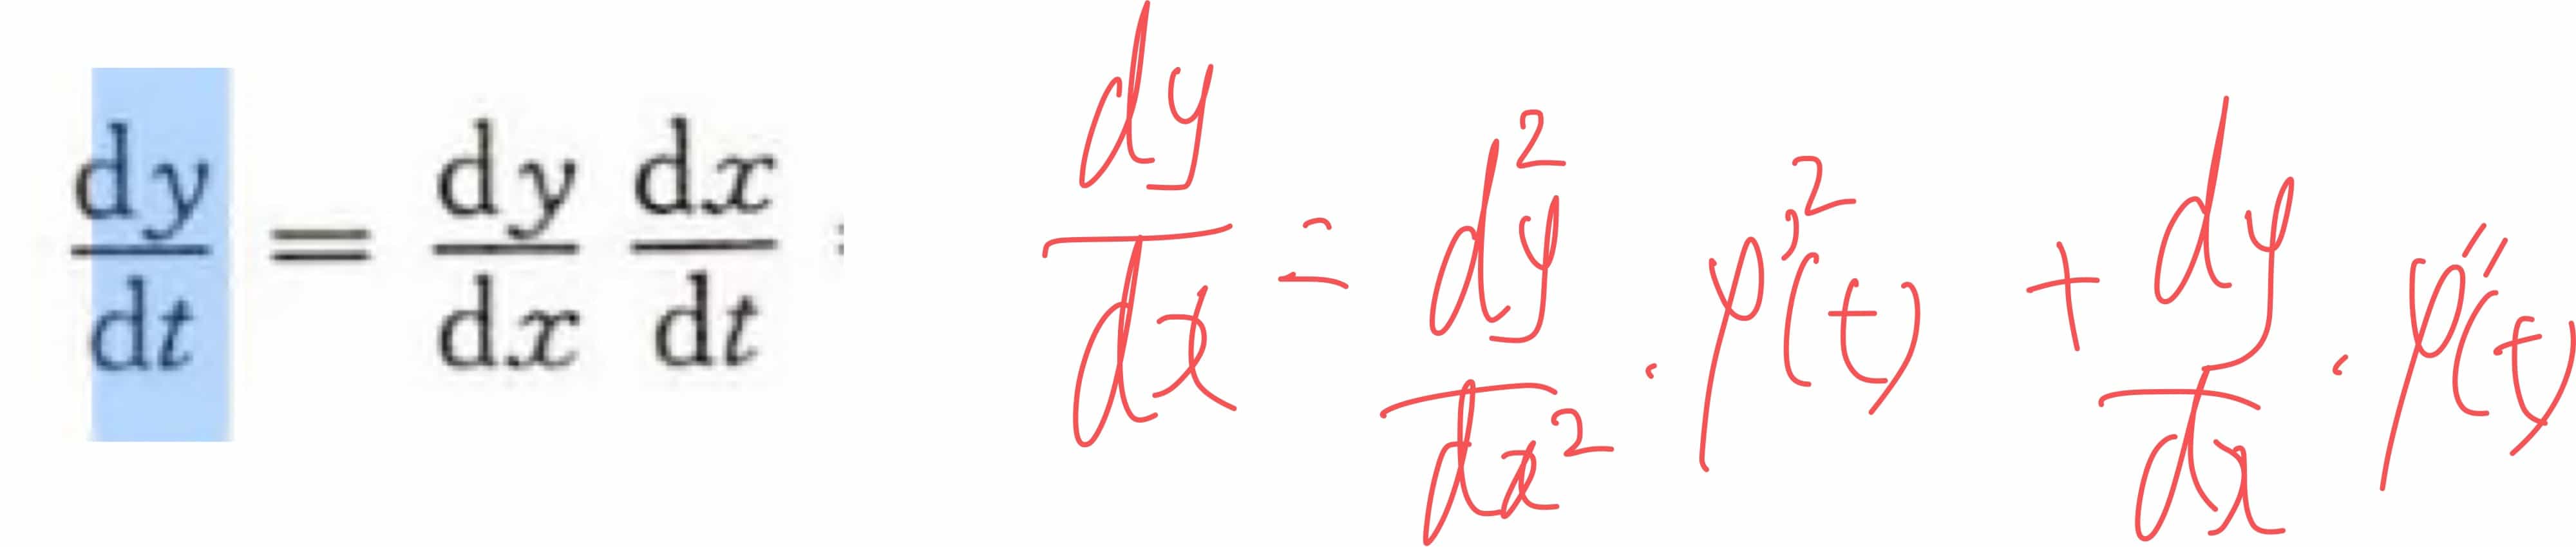 dy/dt = dy/dx dx/dt
dy/dx = d²y/dx² · φ'²(t) + dy/dx · φ''(t)